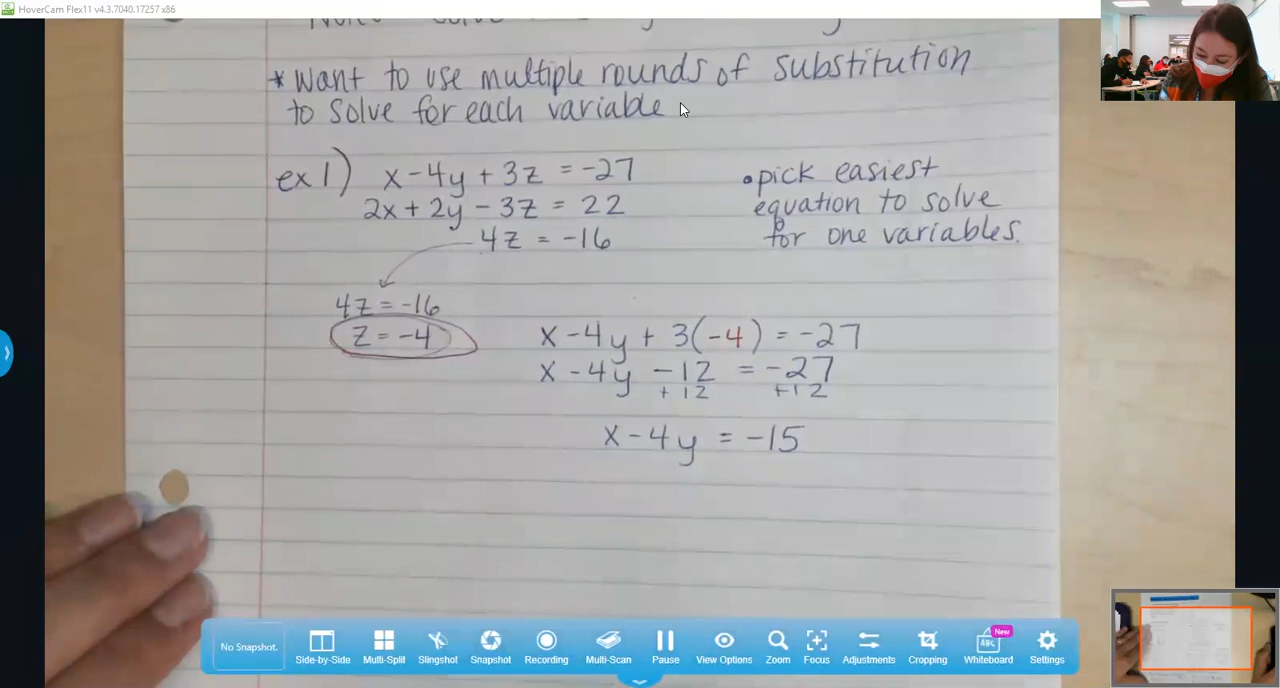 HoverCam Flex11 v4.3.7040.17257 x86
* Want to use multiple rounds of substitution
to solve for each variable
ex 1) x - 4y + 3z = -27
2x + 2y - 3z = 22
4z = -16
• pick easiest
equation to solve
for one variables.
4z = -16
z = -4
x - 4y + 3(-4) = -27
x - 4y - 12 = -27
+12 +12
x - 4y = -15
No Snapshot.
Side-by-Side
Multi-Split
Slingshot
Snapshot
Recording
Multi-Scan
Pause
View Options
Zoom
Focus
Adjustments
Cropping
New
ABC
Whiteboard
Settings